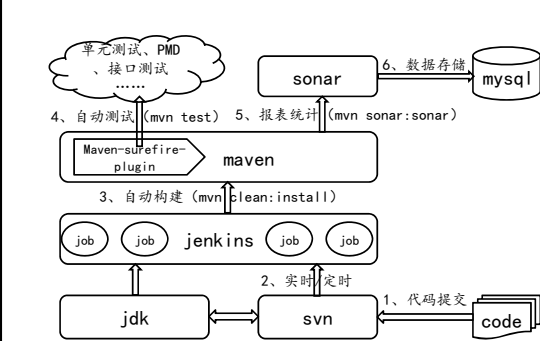 单元测试、PMD
、接口测试
......
sonar
6、数据存储
mysql
4、自动测试（mvn test）
5、报表统计（mvn sonar:sonar）
Maven-surefire-
plugin
maven
3、自动构建（mvn clean:install）
job
job
jenkins
job
job
2、实时/定时
1、代码提交
jdk
svn
code